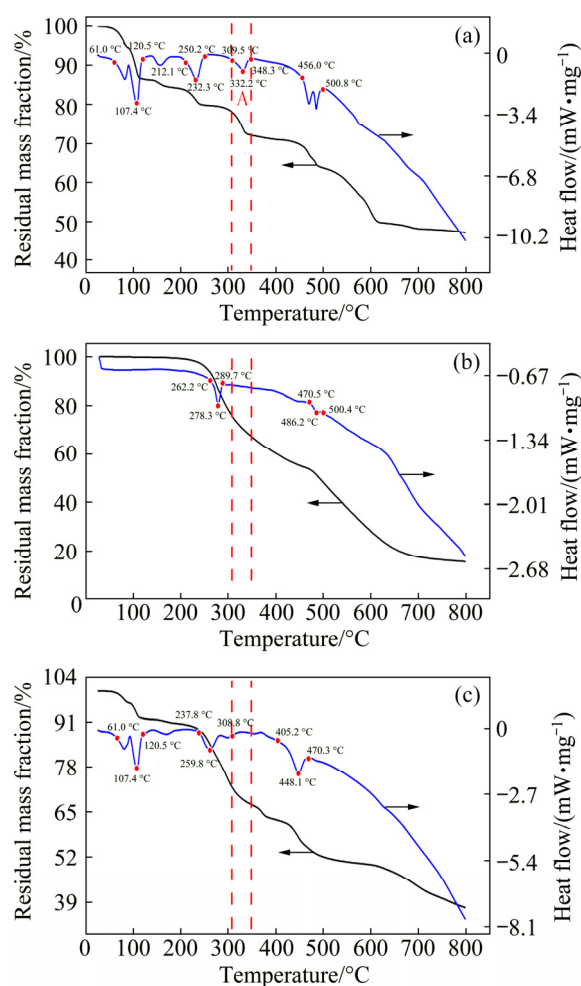 (a)
Residual mass fraction/%
100
90
80
70
60
50
40
61.0 °C
120.5 °C
250.2 °C
309.5 °C
456.0 °C
212.1 °C
348.3 °C
500.8 °C
332.2 °C
232.3 °C
107.4 °C
A
0
−3.4
−6.8
−10.2
Heat flow/(mW•mg−1)
0 100 200 300 400 500 600 700 800
Temperature/°C
(b)
Residual mass fraction/%
100
80
60
40
20
0
289.7 °C
262.2 °C
278.3 °C
470.5 °C
486.2 °C
500.4 °C
−0.67
−1.34
−2.01
−2.68
Heat flow/(mW•mg−1)
100 200 300 400 500 600 700 800
Temperature/°C
(c)
Residual mass fraction/%
104
91
78
65
52
39
61.0 °C
237.8 °C
308.8 °C
405.2 °C
120.5 °C
470.3 °C
107.4 °C
259.8 °C
448.1 °C
0
−2.7
−5.4
−8.1
Heat flow/(mW•mg−1)
0 100 200 300 400 500 600 700 800
Temperature/°C